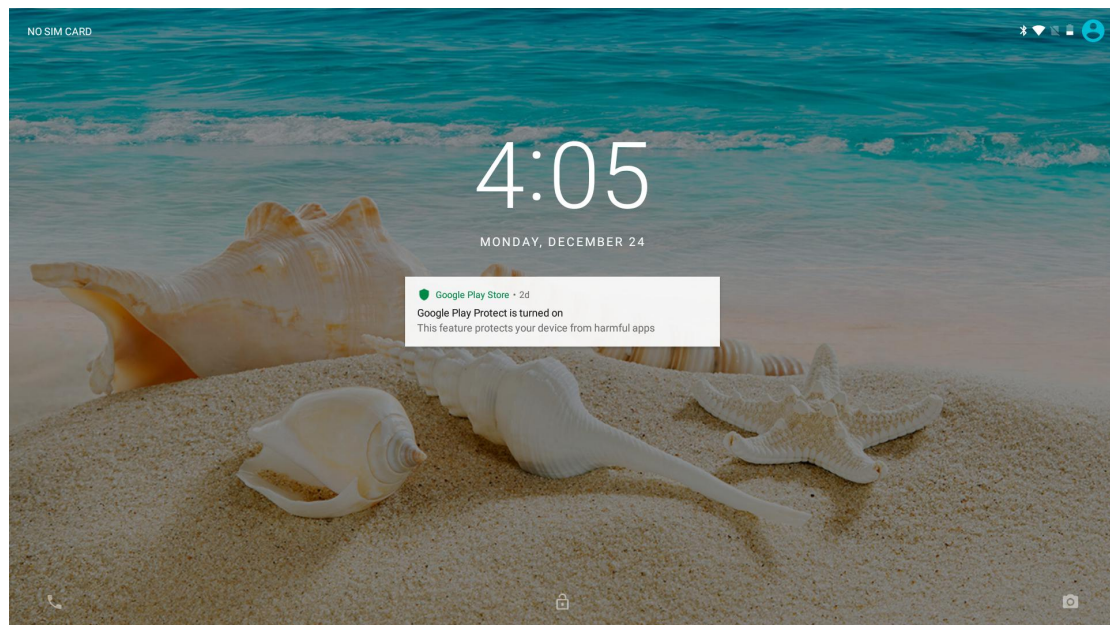 NO SIM CARD
4:05
MONDAY, DECEMBER 24
Google Play Store • 2d
Google Play Protect is turned on
This feature protects your device from harmful apps